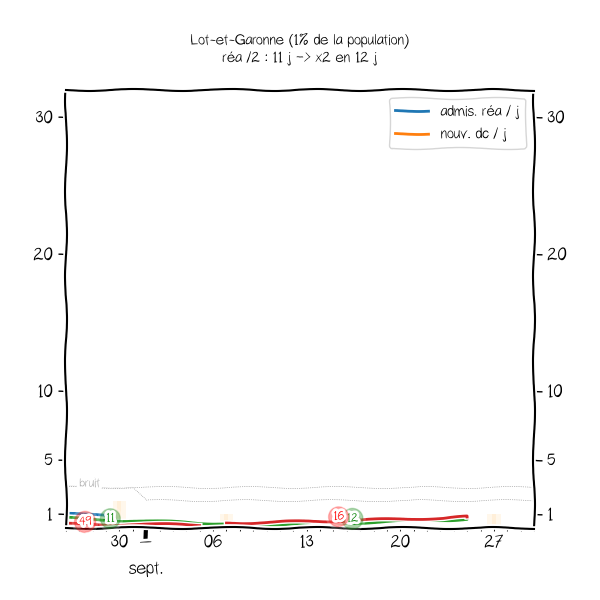 Lot-et-Garonne (1% de la population)
réa /2 : 11 j -> x2 en 12 j
admis. réa / j
nouv. dc / j
30 30
20 20
10 10
5 5
bruit
1 1
49 11 16 12
30 06 13 20 27
sept.